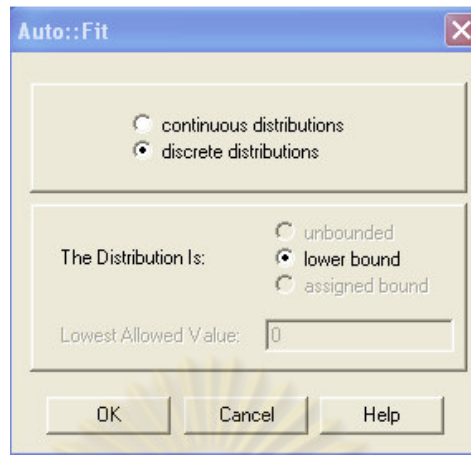 Auto::Fit
continuous distributions
discrete distributions
The Distribution Is:
unbounded
lower bound
assigned bound
Lowest Allowed Value: 0
OK Cancel Help